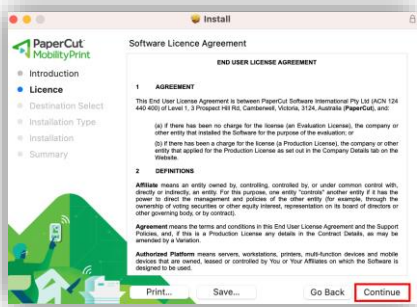 Install
PaperCut
MobilityPrint
Introduction
Licence
Destination Select
Installation Type
Installation
Summary
Software Licence Agreement
END USER LICENSE AGREEMENT
1 AGREEMENT
This End User License Agreement is between PaperCut Software International Pty Ltd (ACN 124
440 400) of Level 1, 3 Prospect Hill Rd, Camberwell, Victoria, 3124, Australia (PaperCut), and:
(a) if there has been no charge for the license (an Evaluation License), the company or
other entity that installed the Software for the purpose of the evaluation; or
(b) if there has been a charge for the license (a Production License), the company or other
entity that applied for the Production License as set out in the Company Details tab on the
Website.
2 DEFINITIONS
Affiliate means an entity owned by, controlling, controlled by, or under common control with,
directly or indirectly, an entity. For this purpose, one entity "controls" another entity if it has the
power to direct the management and policies of the other entity (for example, through the
ownership of voting securities or other equity interest, representation on its board of directors or
other governing body, or by contract).
Agreement means the terms and conditions in this End User License Agreement and the Support
Policies, and, if this is a Production License any details in the Contract Details, as may be
amended by a Variation.
Authorized Platform means servers, workstations, printers, multi-function devices and mobile
devices that are owned, leased or controlled by You or Your Affiliates on which the Software is
designed to be used.
Print...
Save...
Go Back
Continue